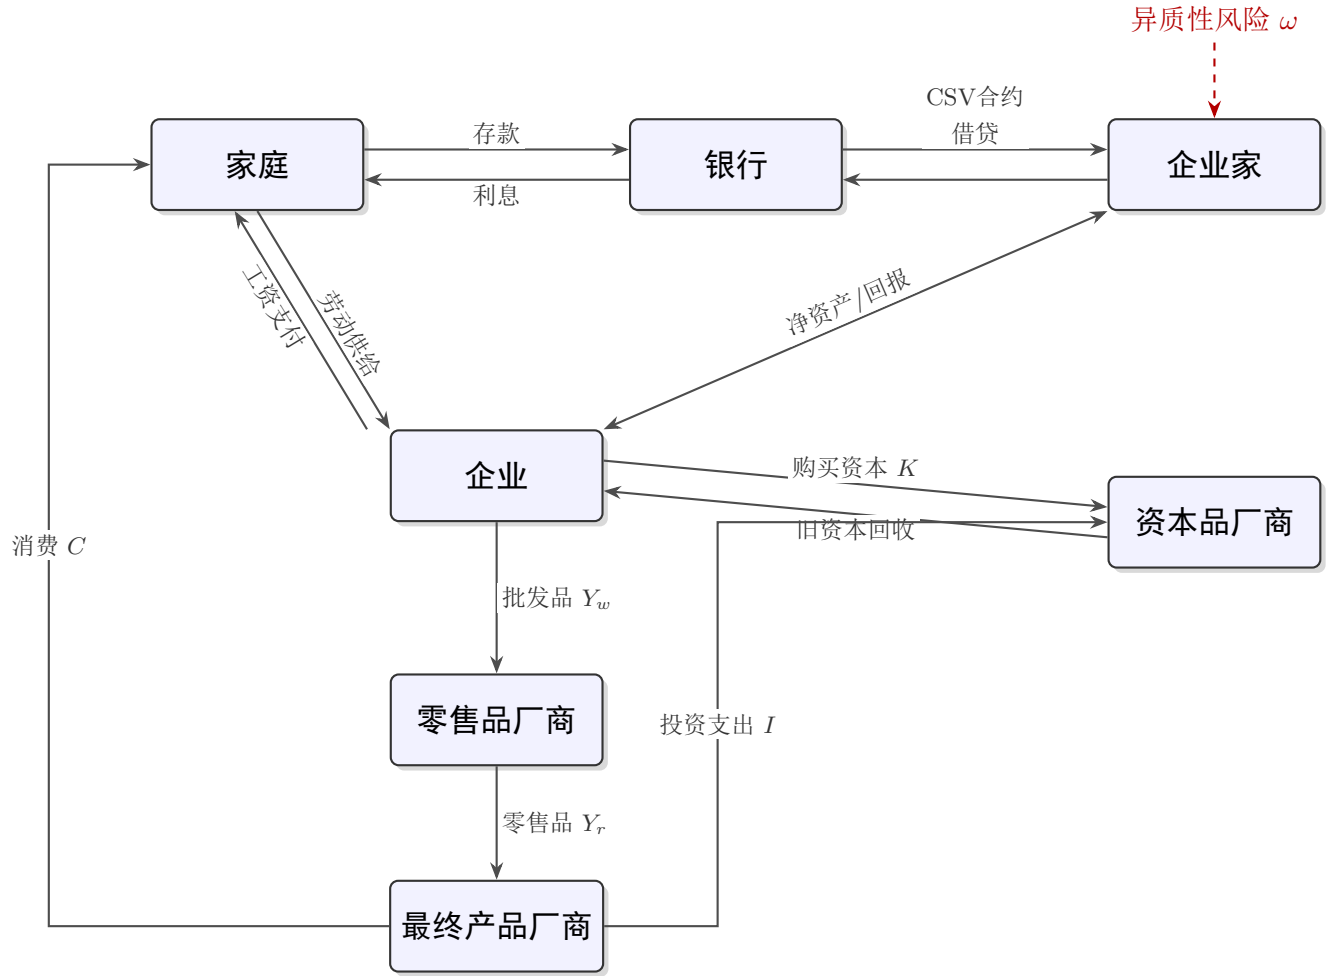 异质性风险 ω
CSV合约
借贷
存款
家庭
银行
企业家
利息
工资支付
劳动供给
净资产/回报
企业
购买资本 K
旧资本回收
资本品厂商
消费 C
批发品 Y_w
零售品厂商
投资支出 I
零售品 Y_r
最终产品厂商